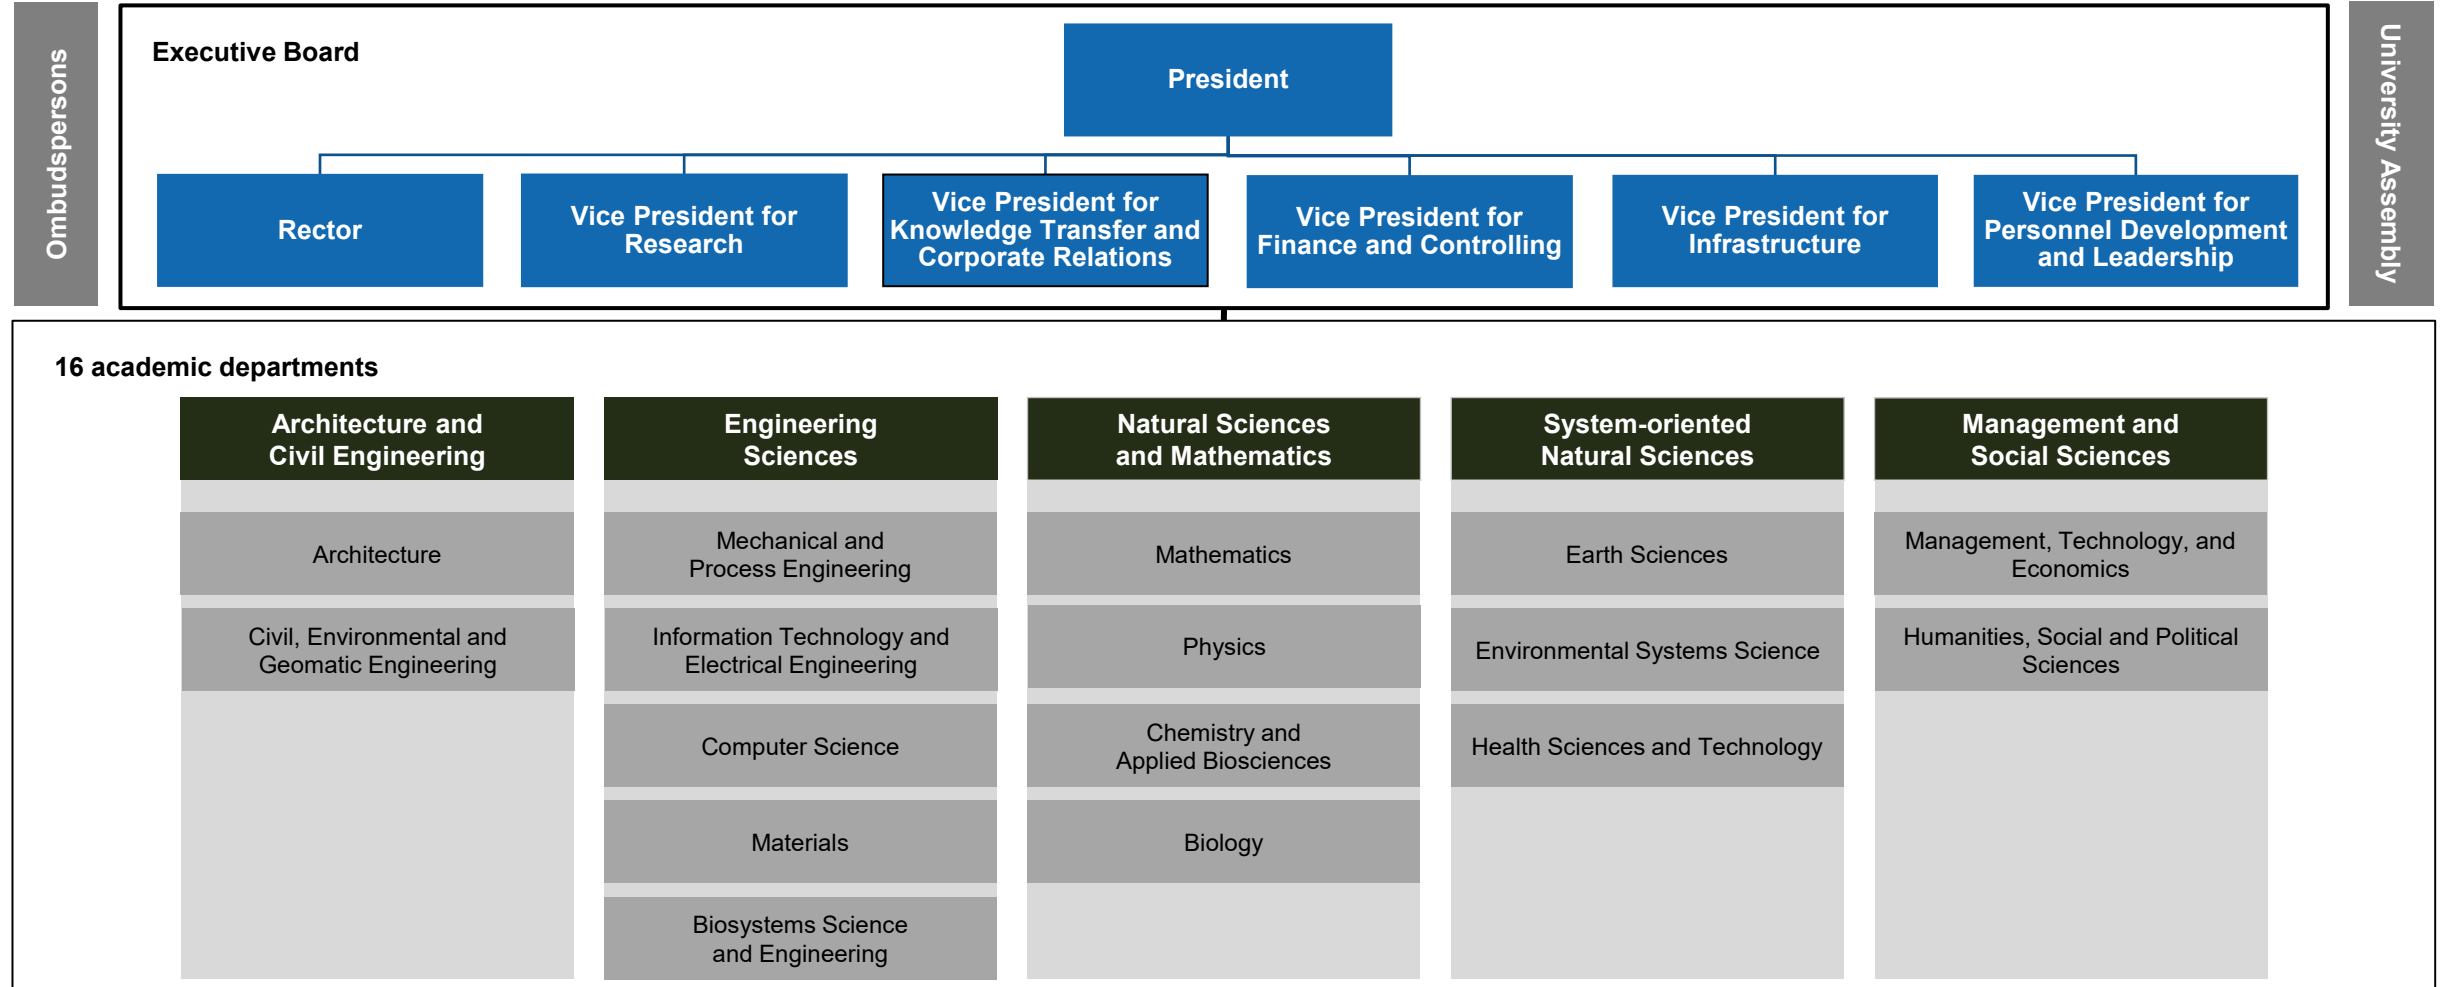 Ombudspersons
Executive Board
President
University Assembly
Rector
Vice President for
Research
Vice President for
Knowledge Transfer and
Corporate Relations
Vice President for
Finance and Controlling
Vice President for
Infrastructure
Vice President for
Personnel Development
and Leadership
16 academic departments
Architecture and
Civil Engineering
Architecture
Civil, Environmental and
Geomatic Engineering
Engineering
Sciences
Mechanical and
Process Engineering
Information Technology and
Electrical Engineering
Computer Science
Materials
Biosystems Science
and Engineering
Natural Sciences
and Mathematics
Mathematics
Physics
Chemistry and
Applied Biosciences
Biology
System-oriented
Natural Sciences
Earth Sciences
Environmental Systems Science
Health Sciences and Technology
Management and
Social Sciences
Management, Technology, and
Economics
Humanities, Social and Political
Sciences